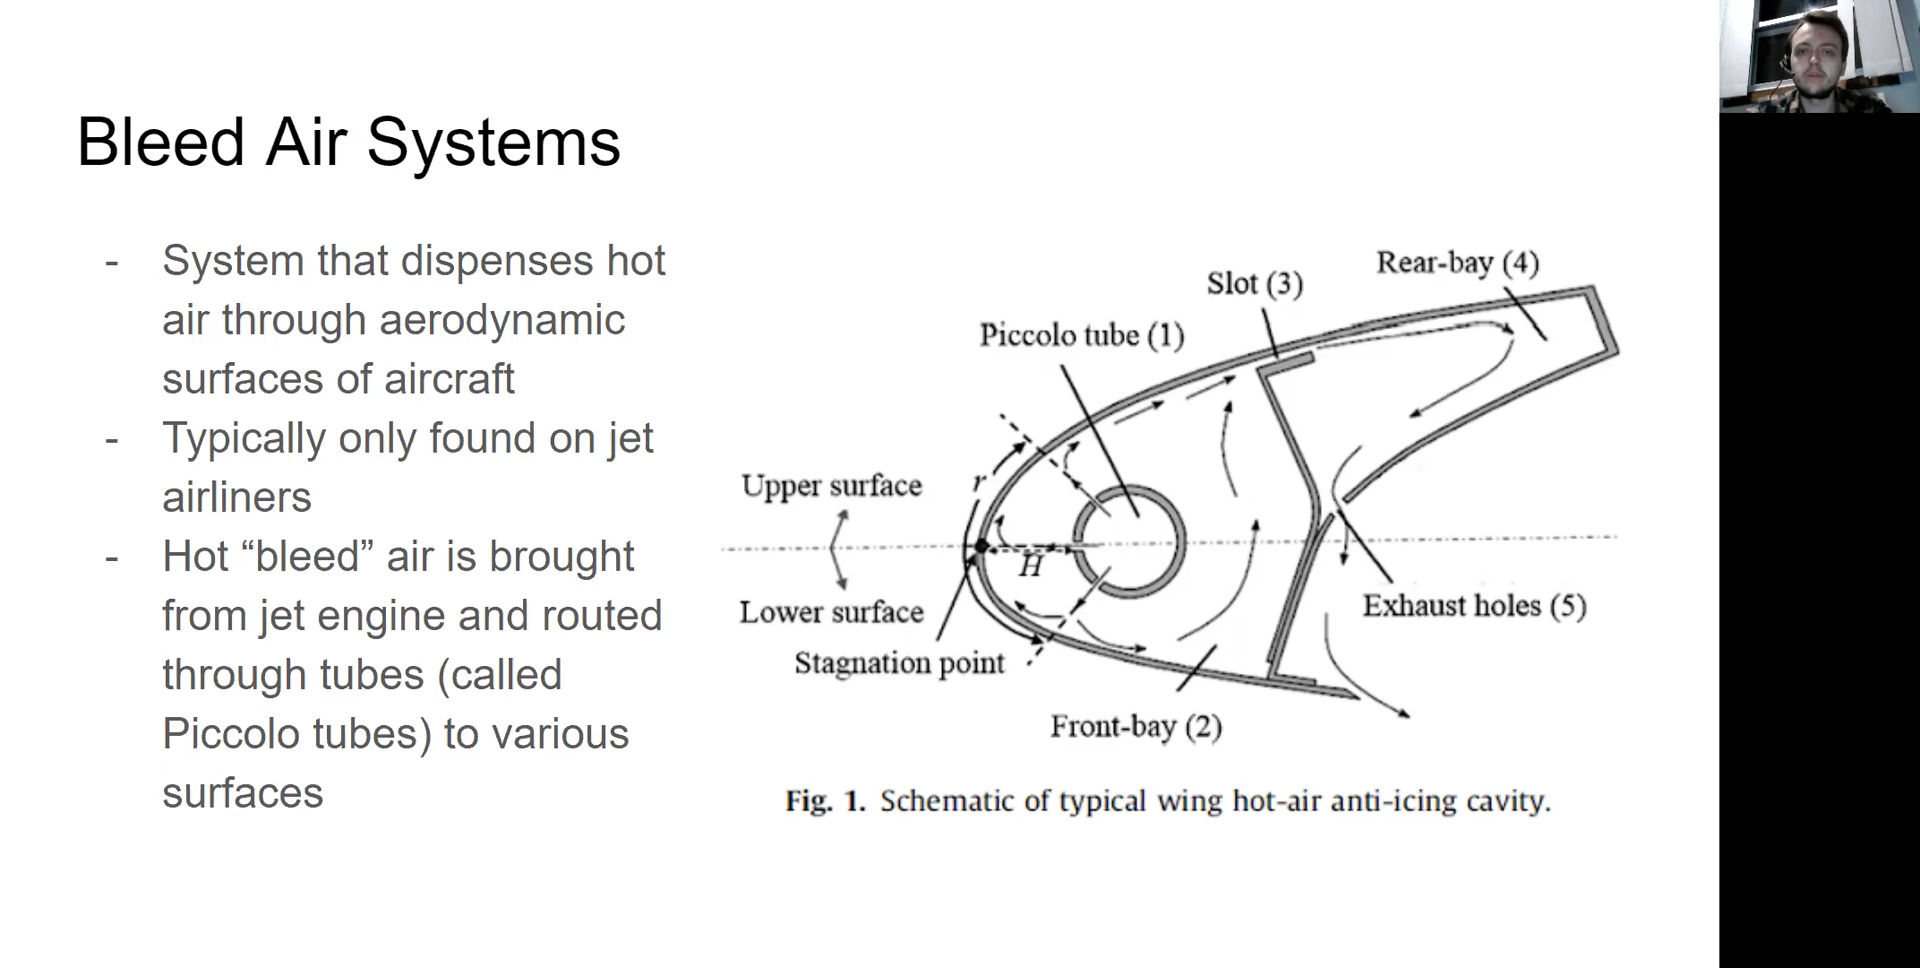 Bleed Air Systems
- System that dispenses hot
air through aerodynamic
surfaces of aircraft
- Typically only found on jet
airliners
- Hot “bleed” air is brought
from jet engine and routed
through tubes (called
Piccolo tubes) to various
surfaces
Rear-bay (4)
Slot (3)
Piccolo tube (1)
r
Upper surface
H
Lower surface
Exhaust holes (5)
Stagnation point
Front-bay (2)
Fig. 1. Schematic of typical wing hot-air anti-icing cavity.